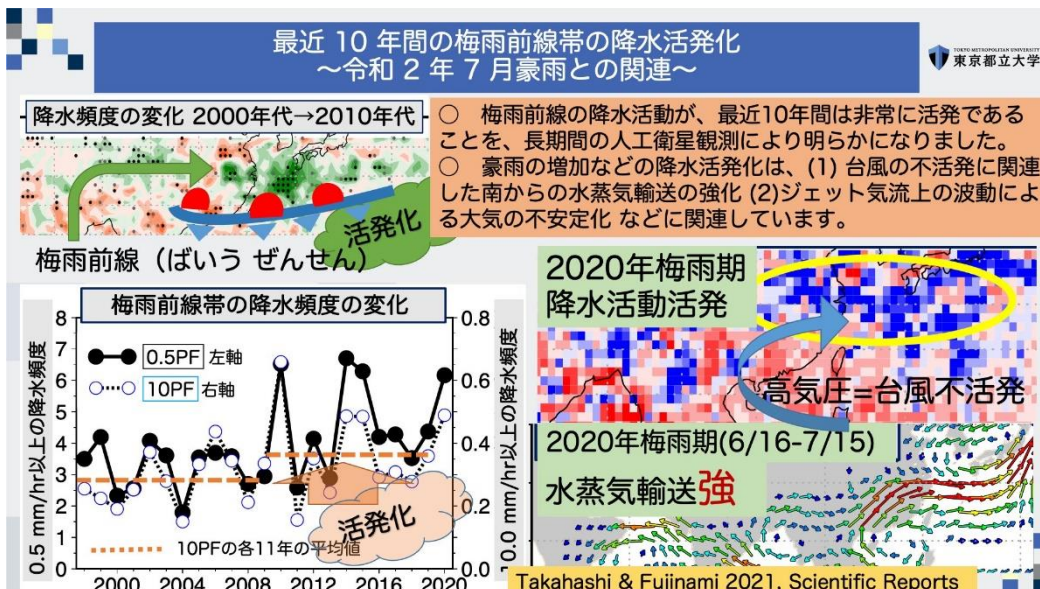 最近 10 年間の梅雨前線帯の降水活発化
～令和 2 年 7 月豪雨との関連～
TOKYO METROPOLITAN UNIVERSITY
東京都立大学
降水頻度の変化 2000年代→2010年代
活発化
梅雨前線（ばいう ぜんせん）
○ 梅雨前線の降水活動が、最近10年間は非常に活発である
ことを、長期間の人工衛星観測により明らかになりました。
○ 豪雨の増加などの降水活発化は、(1) 台風の不活発に関連
した南からの水蒸気輸送の強化 (2)ジェット気流上の波動によ
る大気の不安定化 などに関連しています。
梅雨前線帯の降水頻度の変化
0.5 mm/hr以上の降水頻度
8
7
6
5
4
3
2
1
0
0.5PF 左軸
10PF 右軸
活発化
10PFの各11年の平均値
2000
2004
2008
2012
2016
2020
0.8
0.6
0.4
0.2
0.0
10.0 mm/hr以上の降水頻度
2020年梅雨期
降水活動活発
高気圧=台風不活発
2020年梅雨期(6/16-7/15)
水蒸気輸送強
Takahashi & Fujinami 2021, Scientific Reports